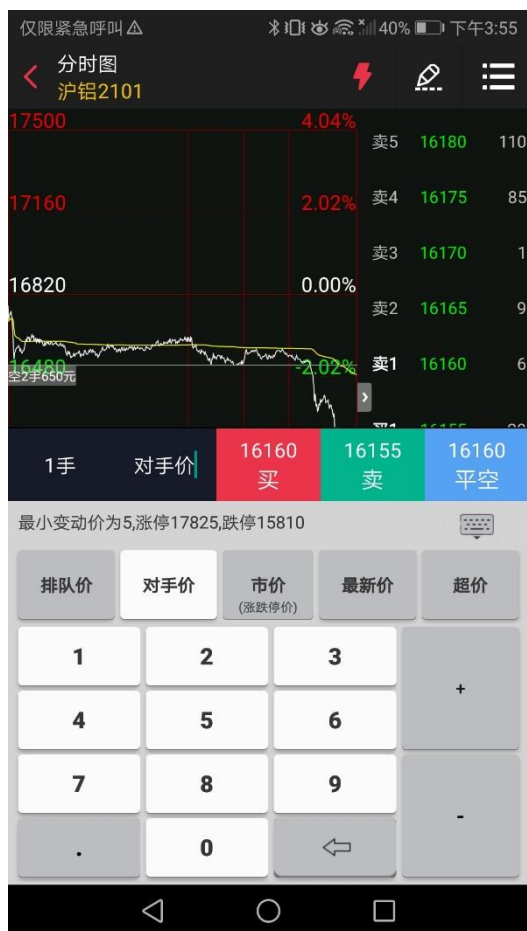 仅限紧急呼叫
40% 下午3:55
分时图
沪铝2101
17500 4.04%
卖5 16180 110
17160 2.02%
卖4 16175 85
卖3 16170 1
16820 0.00%
卖2 16165 9
16480 -2.02%
卖1 16160 6
空2手650元
1手 对手价
16160
买
16155
卖
16160
平空
最小变动价为5,涨停17825,跌停15810
排队价 对手价 市价 最新价 超价
(涨跌停价)
1 2 3
+
4 5 6
7 8 9
-
. 0